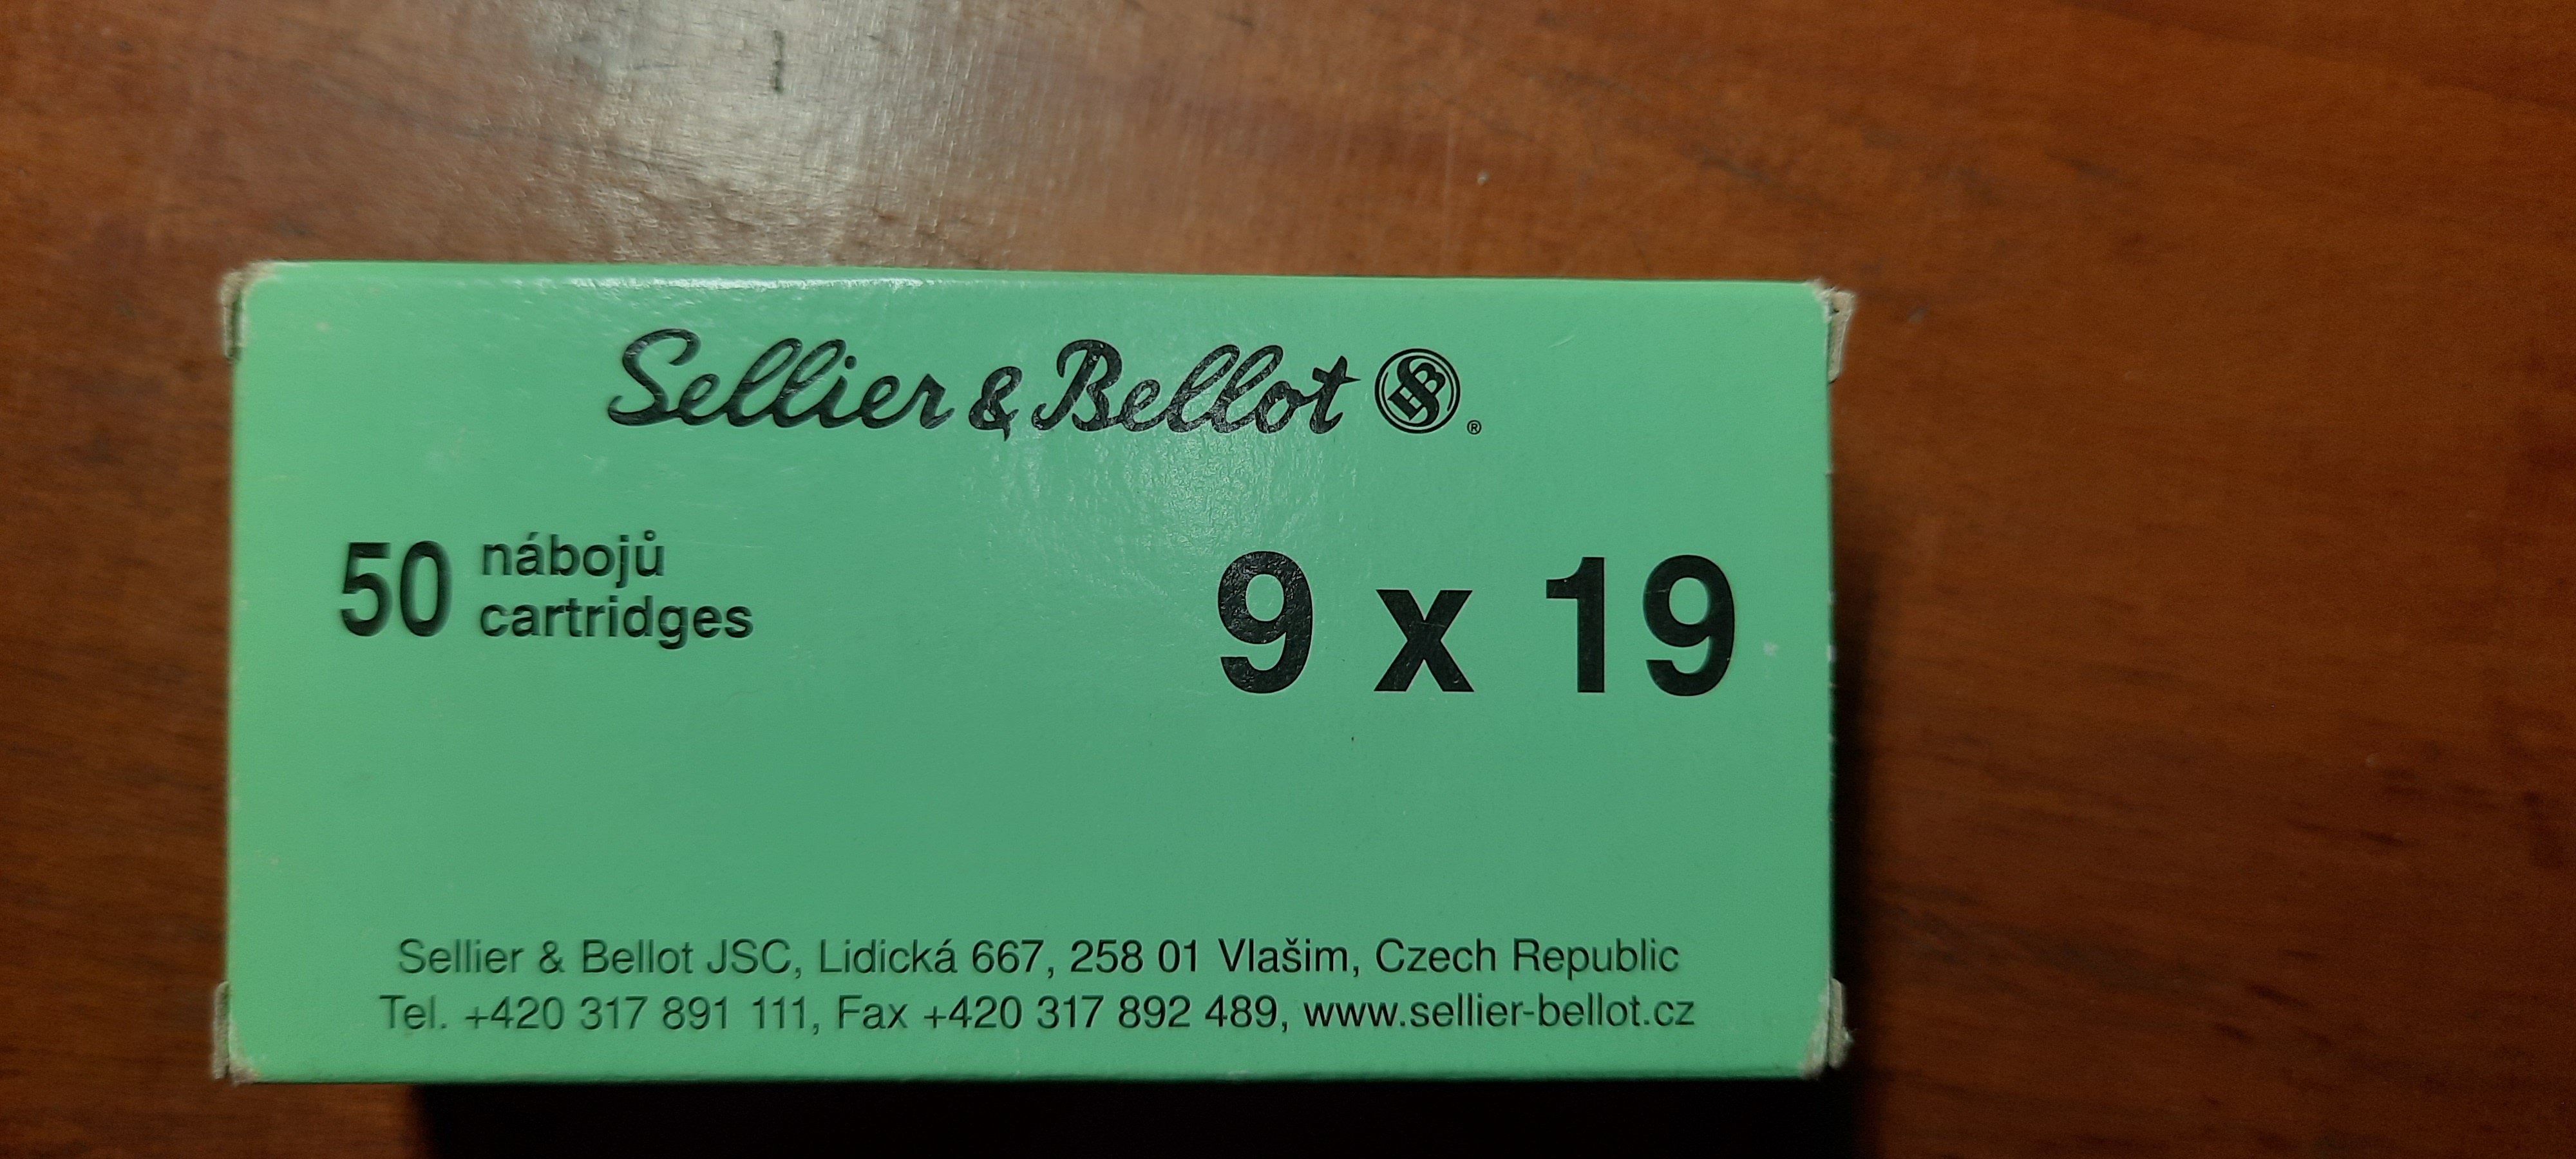 Sellier & Bellot SB ®
50 nábojů
cartridges
9 x 19
Sellier & Bellot JSC, Lidická 667, 258 01 Vlašim, Czech Republic
Tel. +420 317 891 111, Fax +420 317 892 489, www.sellier-bellot.cz